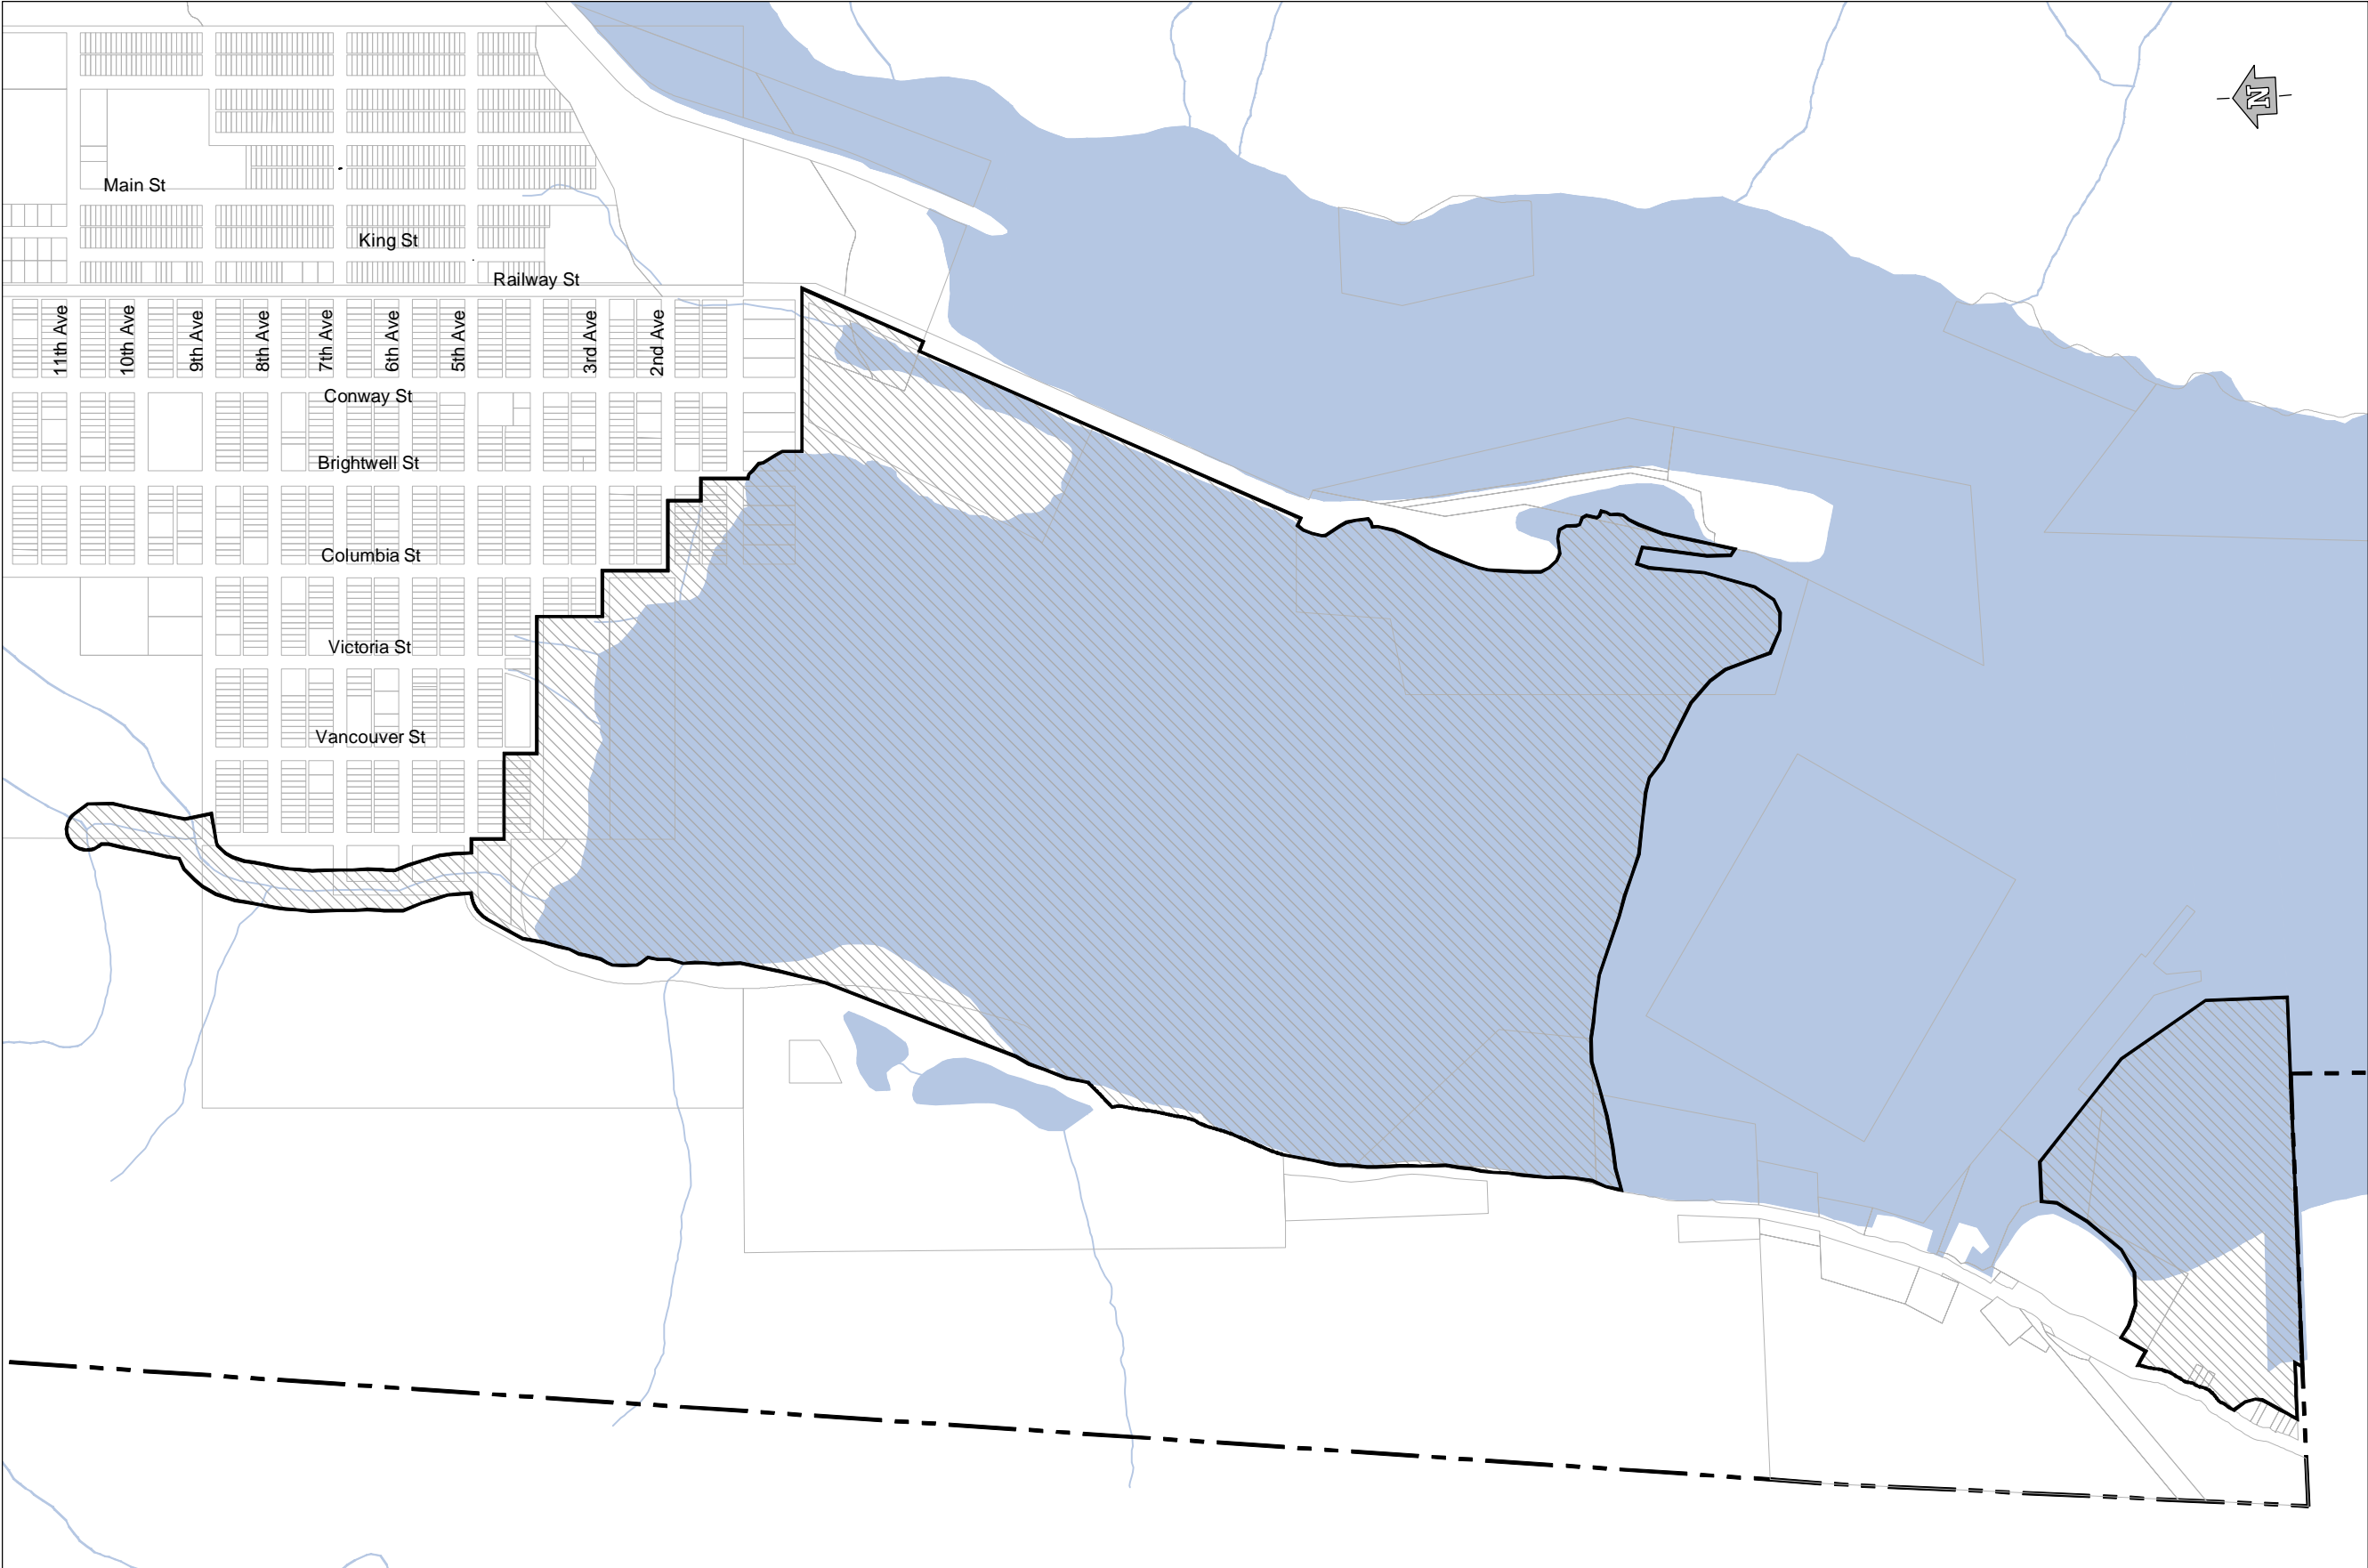 N
Main St
King St
Railway St
11th Ave
10th Ave
9th Ave
8th Ave
7th Ave
6th Ave
5th Ave
3rd Ave
2nd Ave
Conway St
Brightwell St
Columbia St
Victoria St
Vancouver St